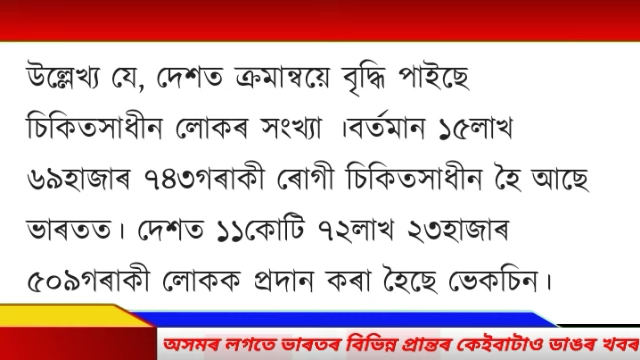 উল্লেখ্য যে, দেশত ক্ৰমান্বয়ে বৃদ্ধি পাইছে
চিকিতসাধীন লোকৰ সংখ্যা ।বৰ্তমান ১৫লাখ
৬৯হাজাৰ ৭৪৩গৰাকী ৰোগী চিকিতসাধীন হৈ আছে
ভাৰতত। দেশত ১১কোটি ৭২লাখ ২৩হাজাৰ
৫০৯গৰাকী লোকক প্ৰদান কৰা হৈছে ভেকচিন।
অসমৰ লগতে ভাৰতৰ বিভিন্ন প্ৰান্তৰ কেইবাটাও ডাঙৰ খবৰ